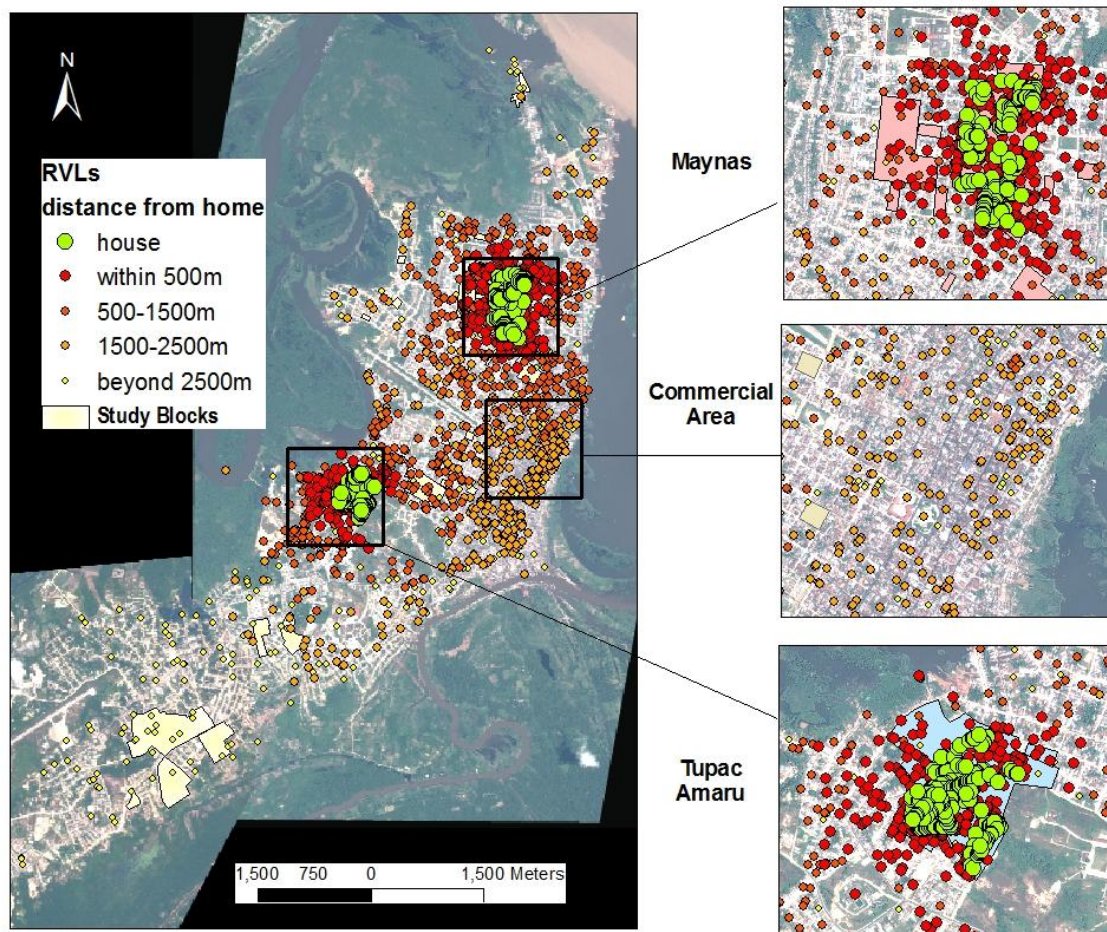 N
RVLs
distance from home
house
within 500m
500-1500m
1500-2500m
beyond 2500m
Study Blocks
1,500 750 0 1,500 Meters
Maynas
Commercial
Area
Tupac
Amaru